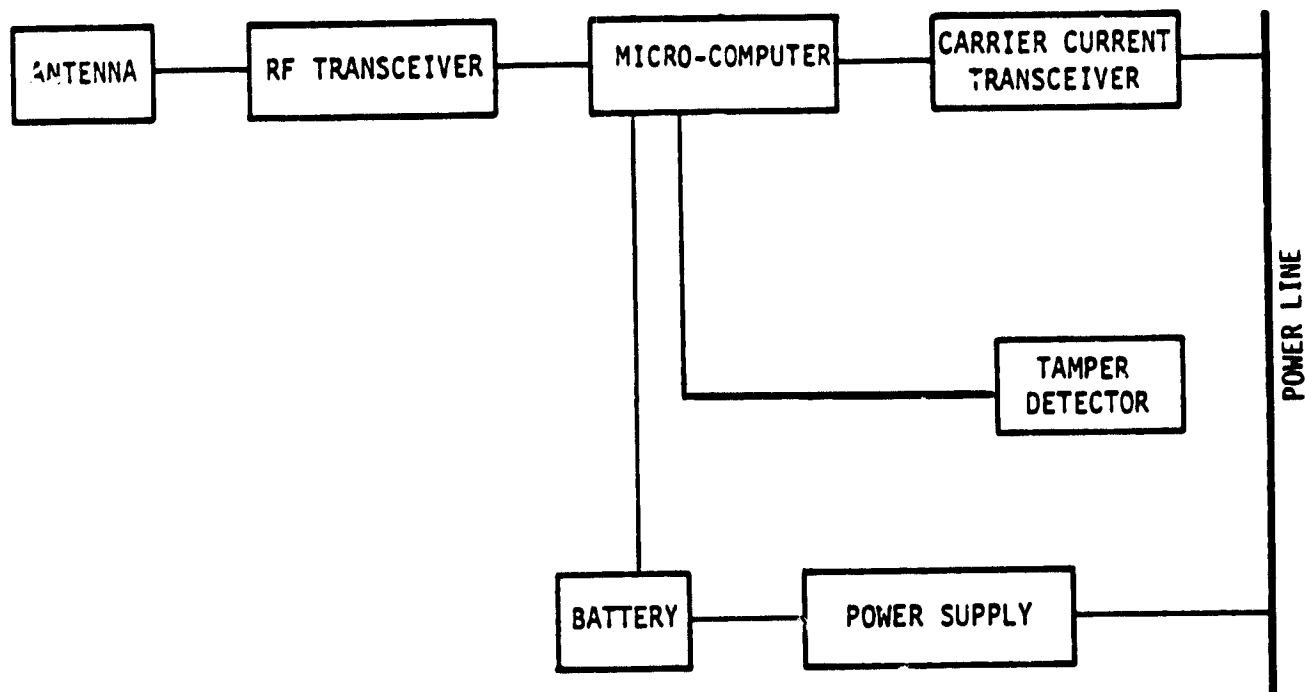 ANTENNA
RF TRANSCEIVER
MICRO-COMPUTER
CARRIER CURRENT
TRANSCEIVER
POWER LINE
TAMPER
DETECTOR
BATTERY
POWER SUPPLY